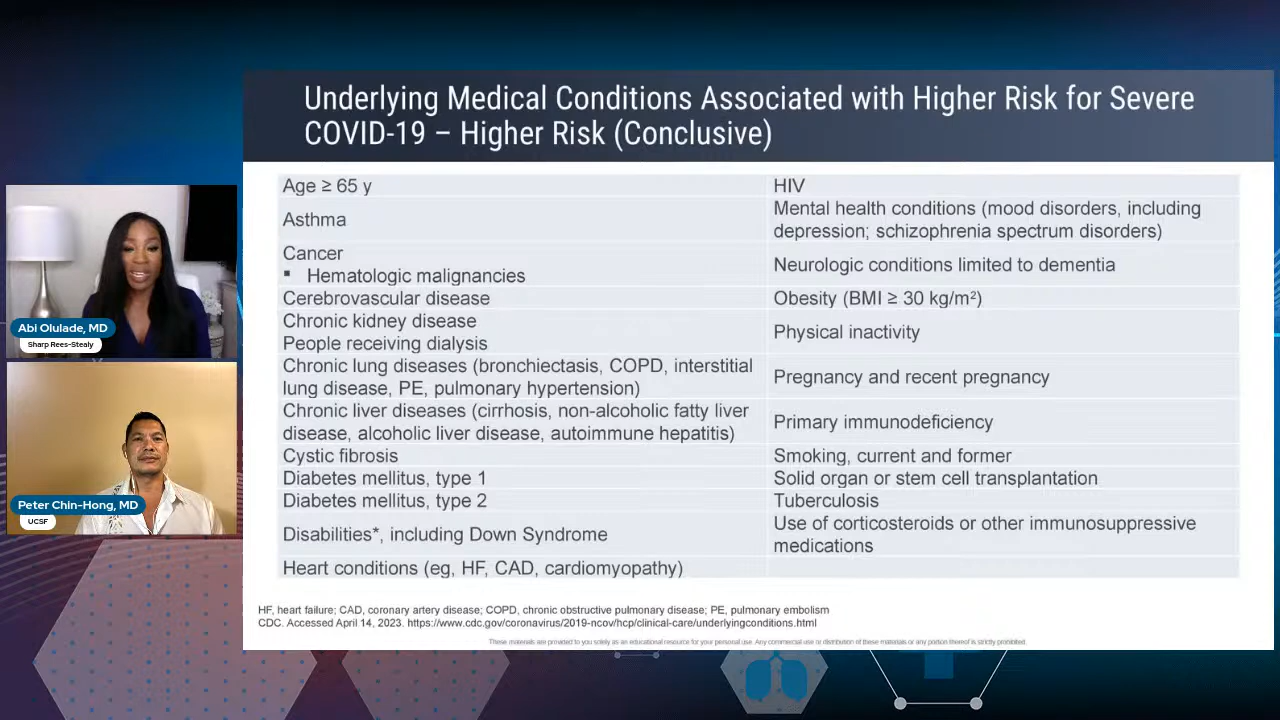 Underlying Medical Conditions Associated with Higher Risk for Severe
COVID-19 – Higher Risk (Conclusive)
Age ≥ 65 y
Asthma
Cancer
▪ Hematologic malignancies
Cerebrovascular disease
Chronic kidney disease
People receiving dialysis
Chronic lung diseases (bronchiectasis, COPD, interstitial
lung disease, PE, pulmonary hypertension)
Chronic liver diseases (cirrhosis, non-alcoholic fatty liver
disease, alcoholic liver disease, autoimmune hepatitis)
Cystic fibrosis
Diabetes mellitus, type 1
Diabetes mellitus, type 2
Disabilities*, including Down Syndrome
Heart conditions (eg, HF, CAD, cardiomyopathy)
HIV
Mental health conditions (mood disorders, including
depression; schizophrenia spectrum disorders)
Neurologic conditions limited to dementia
Obesity (BMI ≥ 30 kg/m²)
Physical inactivity
Pregnancy and recent pregnancy
Primary immunodeficiency
Smoking, current and former
Solid organ or stem cell transplantation
Tuberculosis
Use of corticosteroids or other immunosuppressive
medications
HF, heart failure; CAD, coronary artery disease; COPD, chronic obstructive pulmonary disease; PE, pulmonary embolism
CDC. Accessed April 14, 2023. https://www.cdc.gov/coronavirus/2019-ncov/hcp/clinical-care/underlyingconditions.html
These materials are provided to you solely as an educational resource for your personal use. Any commercial use or distribution of these materials or any portion thereof is strictly prohibited.
Abi Olulade, MD
Sharp Rees-Stealy
Peter Chin-Hong, MD
UCSF